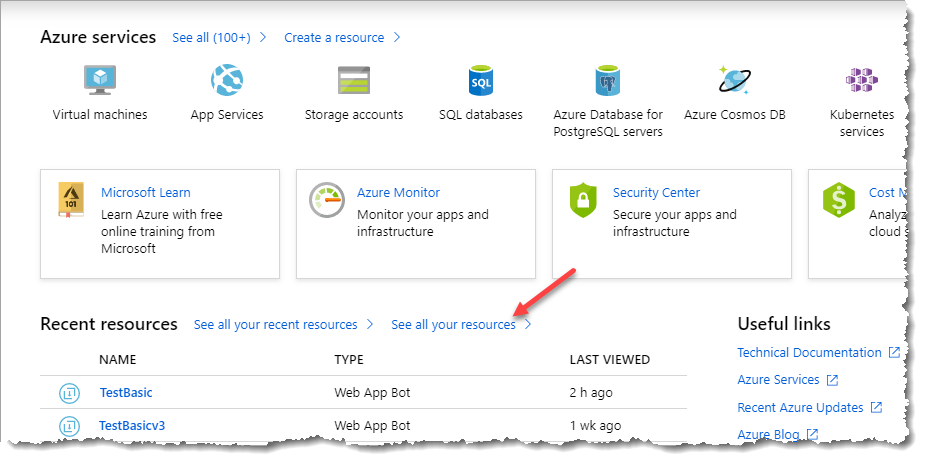 Azure services See all (100+) Create a resource
Virtual machines App Services Storage accounts SQL SQL databases Azure Database for Azure Cosmos DB Kubernetes
PostgreSQL servers services
101 Microsoft Learn
Learn Azure with free
online training from
Microsoft
Azure Monitor
Monitor your apps and
infrastructure
Security Center
Secure your apps and
infrastructure
$ Cost M
Analyz
cloud s
Recent resources See all your recent resources See all your resources
NAME TYPE LAST VIEWED
TestBasic Web App Bot 2 h ago
TestBasicv3 Web App Bot 1 wk ago
Useful links
Technical Documentation
Azure Services
Recent Azure Updates
Azure Blog